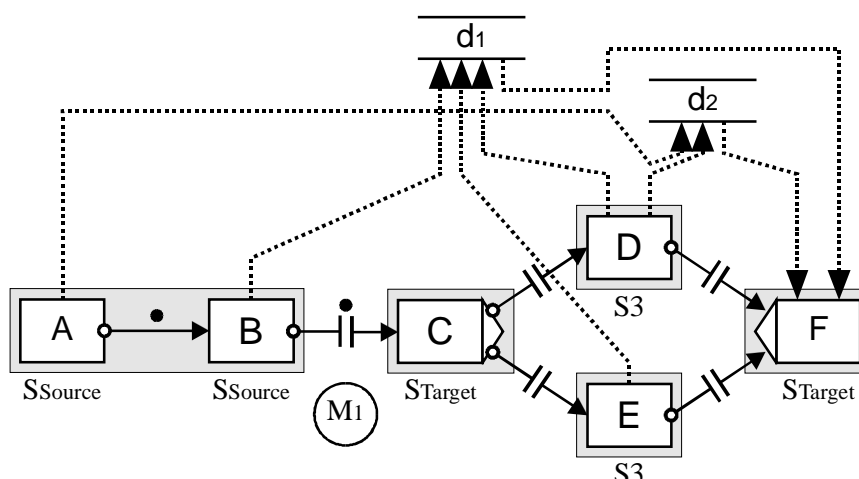 d1
d2
D
S3
A
B
C
F
SSource
SSource
STarget
STarget
M1
E
S3